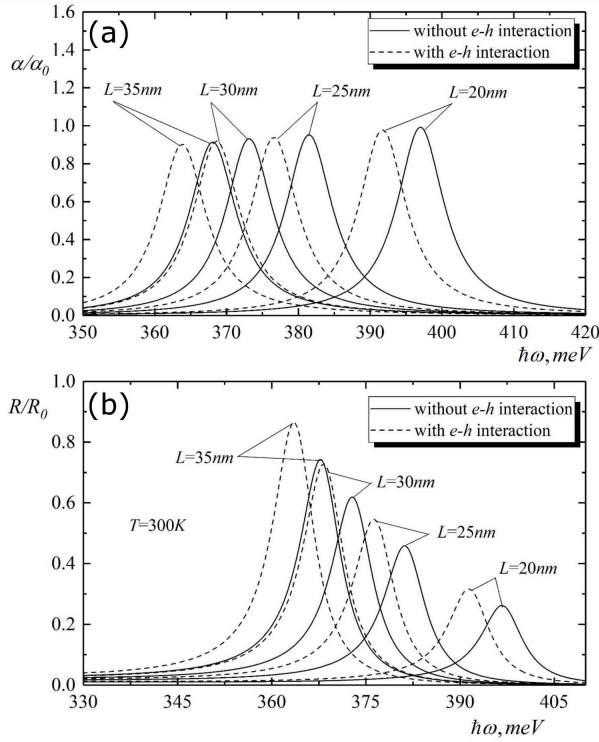 (a)
α/α0
without e-h interaction
with e-h interaction
L=35nm
L=30nm
L=25nm
L=20nm
1.6
1.4
1.2
1.0
0.8
0.6
0.4
0.2
0.0
350 360 370 380 390 400 410 420
ħω, meV
(b)
R/R0
without e-h interaction
with e-h interaction
L=35nm
L=30nm
L=25nm
L=20nm
T=300K
1.0
0.8
0.6
0.4
0.2
0.0
330 345 360 375 390 405
ħω, meV